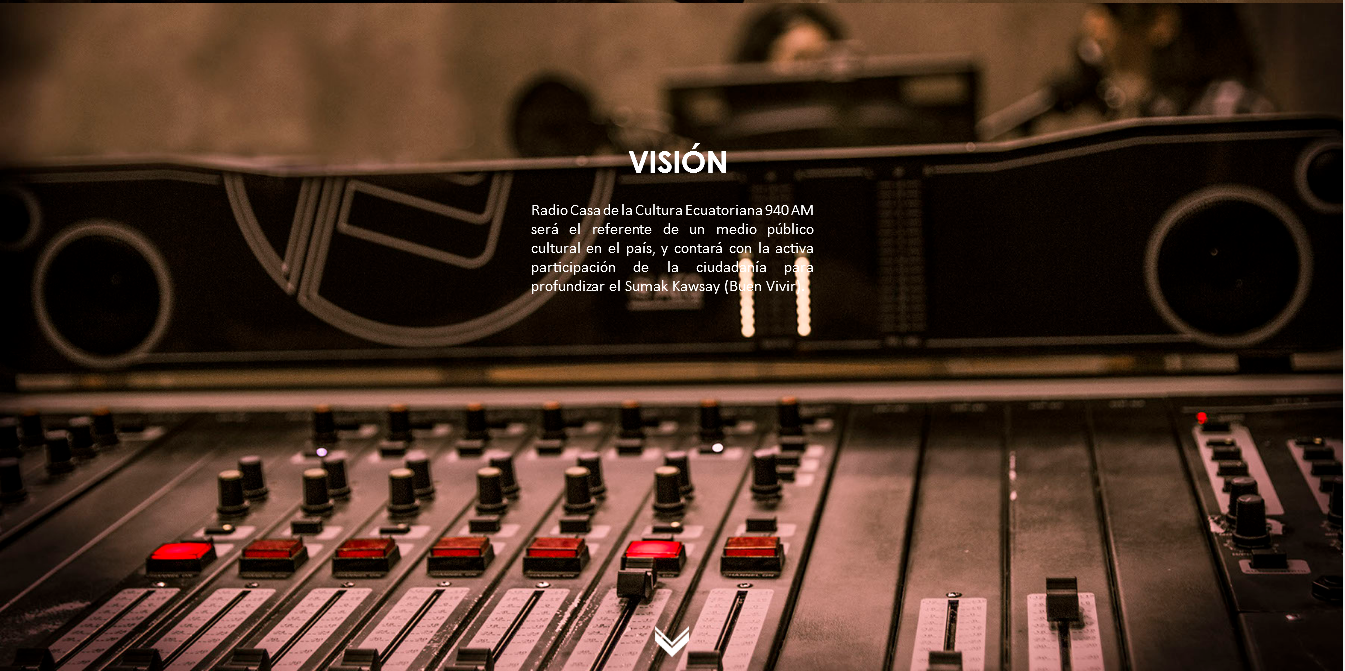 VISIÓN
Radio Casa de la Cultura Ecuatoriana 940 AM
será el referente de un medio público
cultural en el país, y contará con la activa
participación de la ciudadanía para
profundizar el Sumak Kawsay (Buen Vivir).